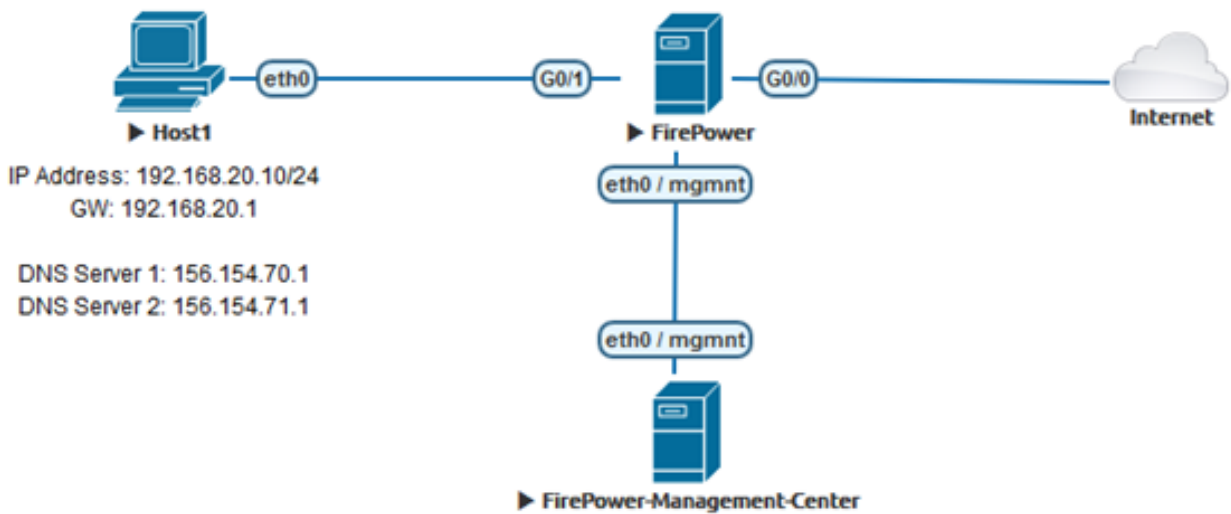 eth0
G0/1
G0/0
Host1
FirePower
Internet
IP Address: 192.168.20.10/24
GW: 192.168.20.1
eth0 / mgmnt
DNS Server 1: 156.154.70.1
DNS Server 2: 156.154.71.1
eth0 / mgmnt
FirePower-Management-Center